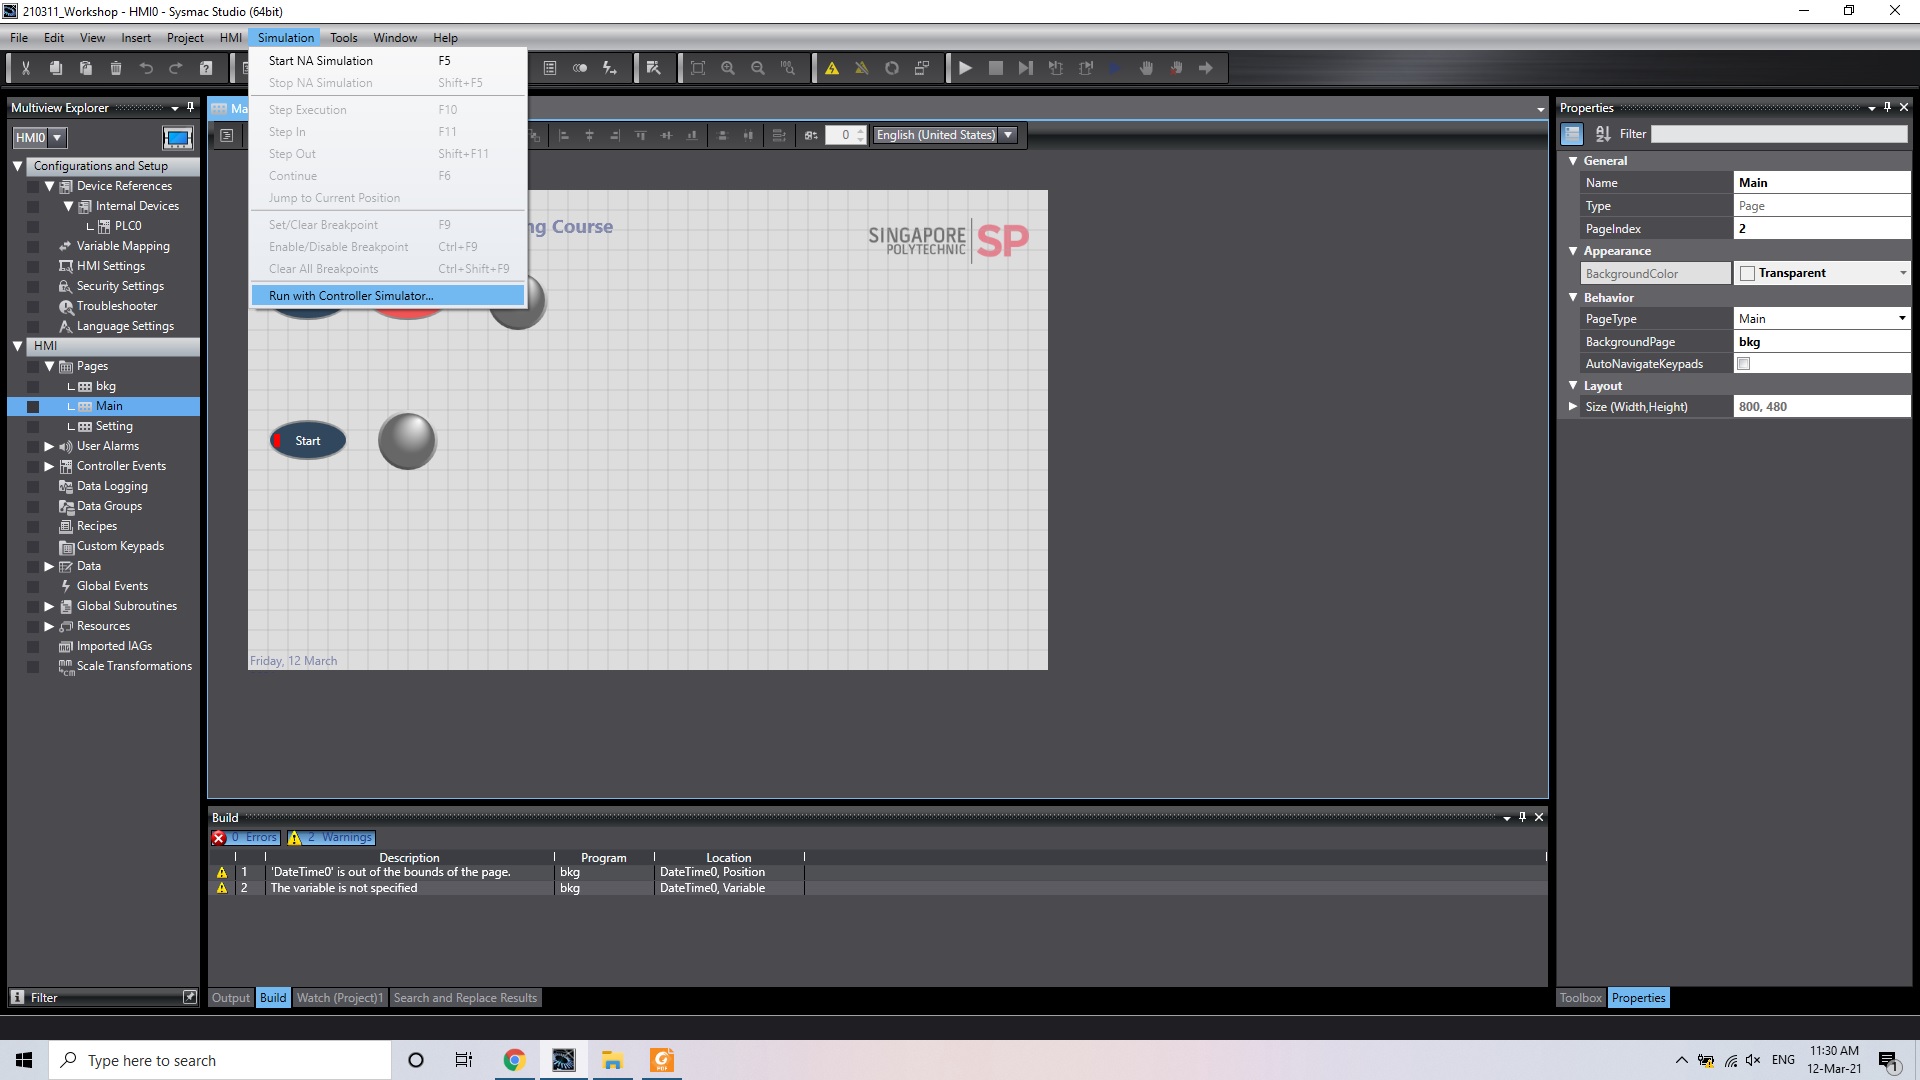 210311_Workshop - HMI0 - Sysmac Studio (64bit)
File Edit View Insert Project HMI Simulation Tools Window Help
Start NA Simulation F5
Stop NA Simulation Shift+F5
Step Execution F10
Step In F11
Step Out Shift+F11
Continue F6
Jump to Current Position
Set/Clear Breakpoint F9
Enable/Disable Breakpoint Ctrl+F9
Clear All Breakpoints Ctrl+Shift+F9
Run with Controller Simulator...
Multiview Explorer
HMI0
Configurations and Setup
Device References
Internal Devices
PLC0
Variable Mapping
HMI Settings
Security Settings
Troubleshooter
Language Settings
HMI
Pages
bkg
Main
Setting
User Alarms
Controller Events
Data Logging
Data Groups
Recipes
Custom Keypads
Data
Global Events
Global Subroutines
Resources
Imported IAGs
Scale Transformations
Filter
Ma
0 English (United States)
ng Course
SINGAPORE
POLYTECHNIC
SP
Start
Friday, 12 March
Build
0 Errors 2 Warnings
Description Program Location
1 'DateTime0' is out of the bounds of the page. bkg DateTime0, Position
2 The variable is not specified bkg DateTime0, Variable
Output Build Watch (Project)1 Search and Replace Results
Properties
Filter
General
Name Main
Type Page
PageIndex 2
Appearance
BackgroundColor Transparent
Behavior
PageType Main
BackgroundPage bkg
AutoNavigateKeypads
Layout
Size (Width,Height) 800, 480
Toolbox Properties
Type here to search
ENG
11:30 AM
12-Mar-21
1